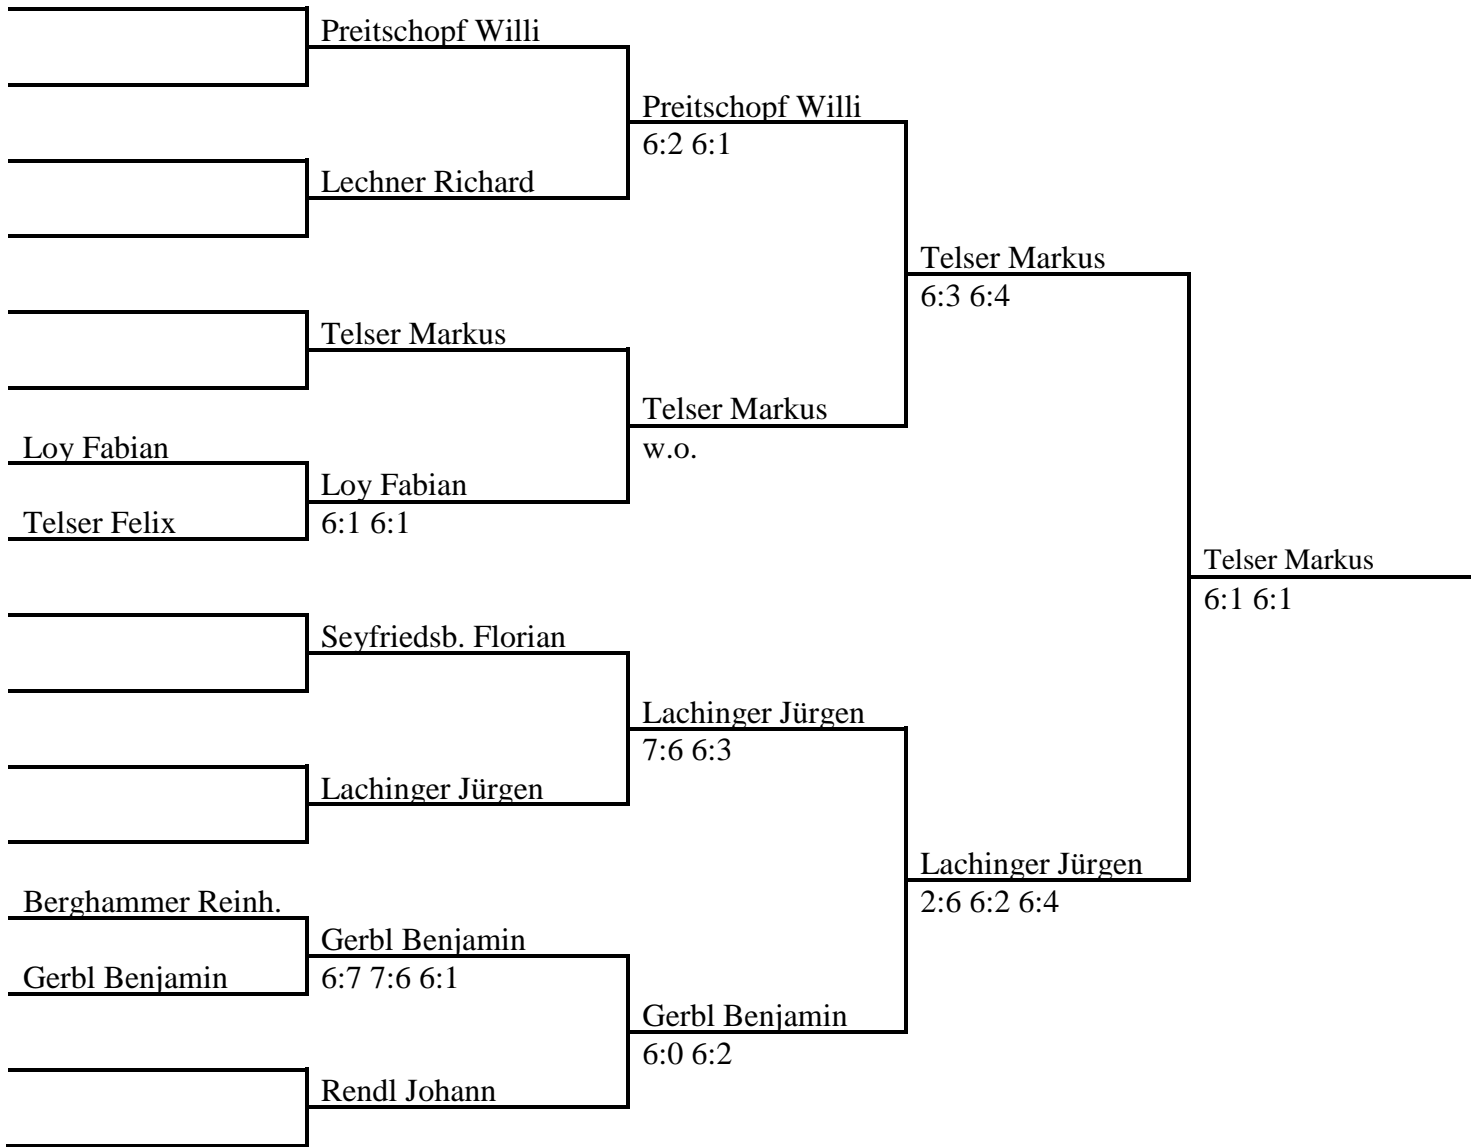 Preitschopf Willi
Preitschopf Willi
6:2 6:1
Lechner Richard
Telser Markus
6:3 6:4
Telser Markus
Telser Markus
w.o.
Loy Fabian
Loy Fabian
6:1 6:1
Telser Felix
Telser Markus
6:1 6:1
Seyfriedsb. Florian
Lachinger Jürgen
7:6 6:3
Lachinger Jürgen
Lachinger Jürgen
2:6 6:2 6:4
Berghammer Reinh.
Gerbl Benjamin
6:7 7:6 6:1
Gerbl Benjamin
Gerbl Benjamin
6:0 6:2
Rendl Johann